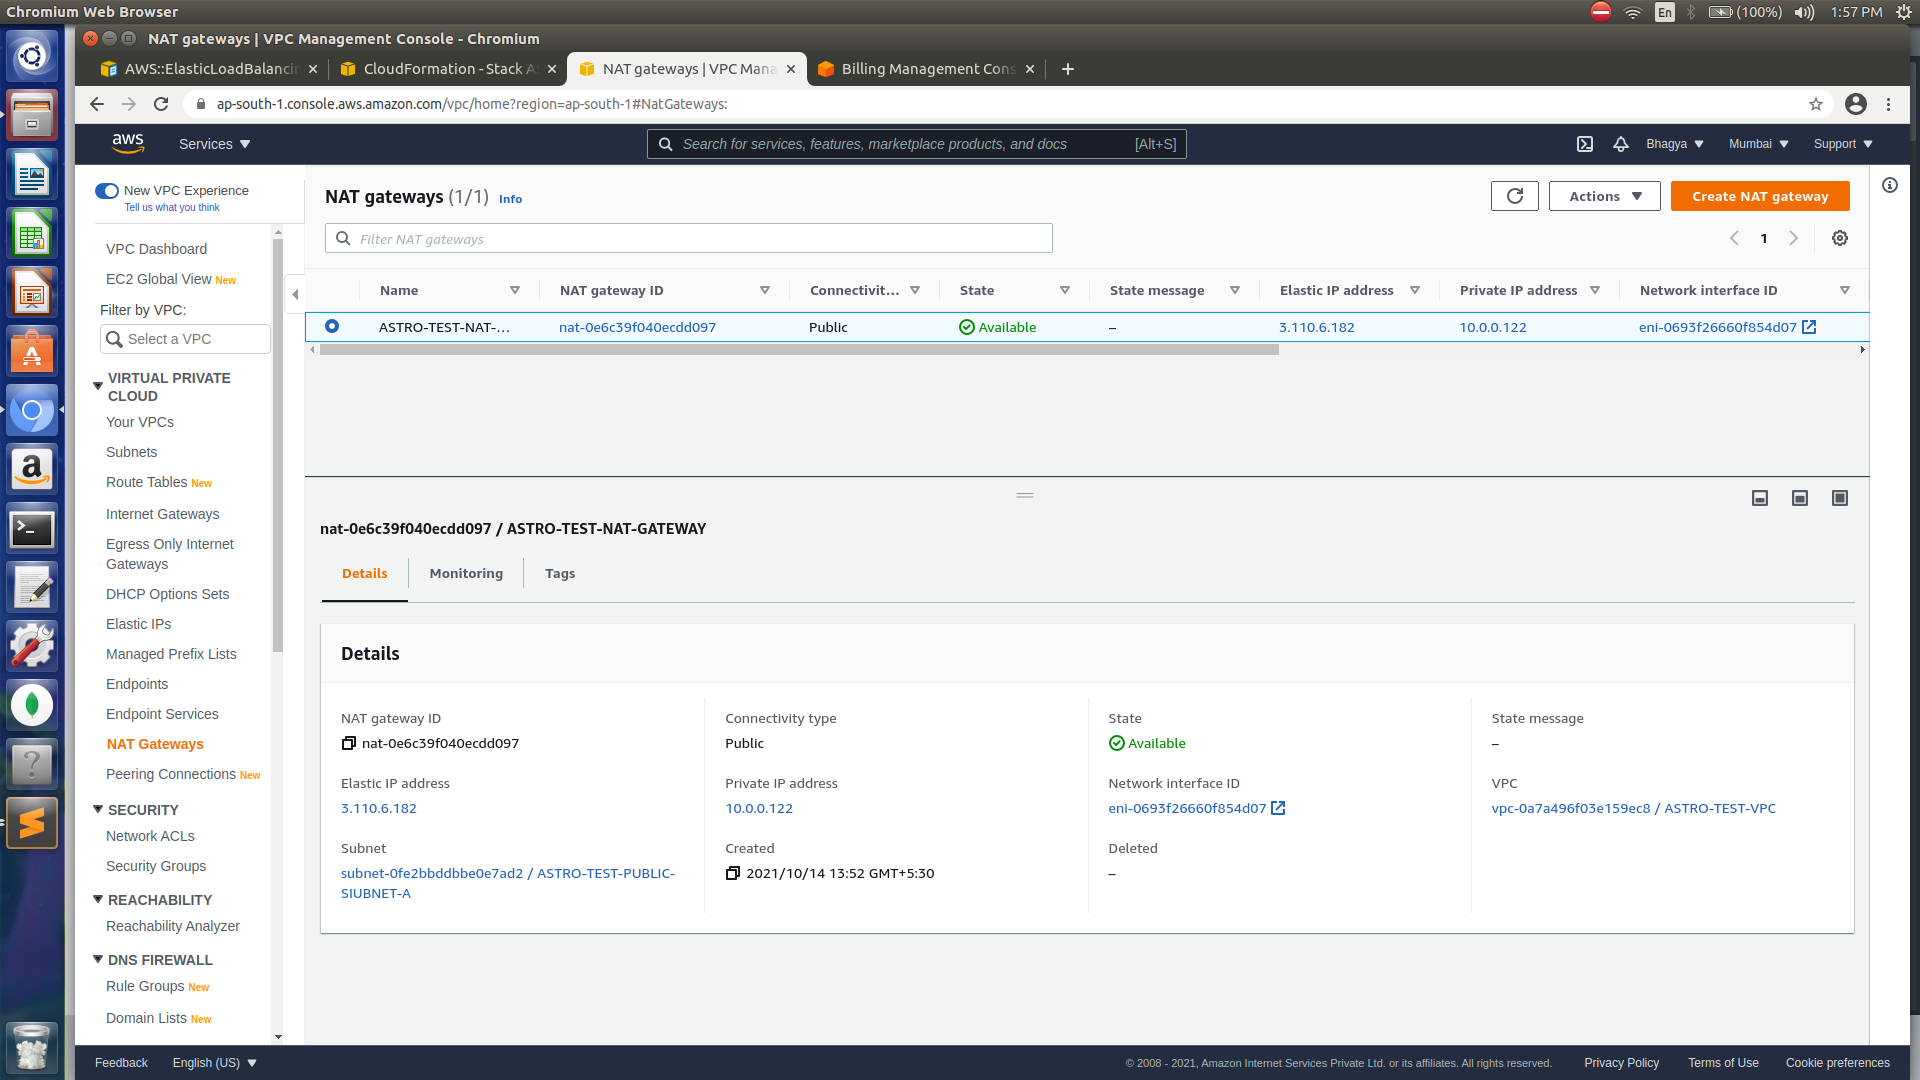 Chromium Web Browser
En
(100%)
1:57 PM
NAT gateways | VPC Management Console - Chromium
AWS::ElasticLoadBalancin
CloudFormation - Stack A
NAT gateways | VPC Mana
Billing Management Cons
ap-south-1.console.aws.amazon.com/vpc/home?region=ap-south-1#NatGateways:
aws
Services
Search for services, features, marketplace products, and docs
[Alt+S]
Bhagya
Mumbai
Support
New VPC Experience
Tell us what you think
VPC Dashboard
EC2 Global View New
Filter by VPC:
Select a VPC
VIRTUAL PRIVATE
CLOUD
Your VPCs
Subnets
Route Tables New
Internet Gateways
Egress Only Internet
Gateways
DHCP Options Sets
Elastic IPs
Managed Prefix Lists
Endpoints
Endpoint Services
NAT Gateways
Peering Connections New
SECURITY
Network ACLs
Security Groups
REACHABILITY
Reachability Analyzer
DNS FIREWALL
Rule Groups New
Domain Lists New
NAT gateways (1/1) Info
Actions
Create NAT gateway
Filter NAT gateways
1
Name
NAT gateway ID
Connectivit...
State
State message
Elastic IP address
Private IP address
Network interface ID
ASTRO-TEST-NAT-...
nat-0e6c39f040ecdd097
Public
Available
–
3.110.6.182
10.0.0.122
eni-0693f26660f854d07
nat-0e6c39f040ecdd097 / ASTRO-TEST-NAT-GATEWAY
Details
Monitoring
Tags
Details
NAT gateway ID
nat-0e6c39f040ecdd097
Connectivity type
Public
State
Available
State message
–
Elastic IP address
3.110.6.182
Private IP address
10.0.0.122
Network interface ID
eni-0693f26660f854d07
VPC
vpc-0a7a496f03e159ec8 / ASTRO-TEST-VPC
Subnet
subnet-0fe2bbddbbe0e7ad2 / ASTRO-TEST-PUBLIC-
SIUBNET-A
Created
2021/10/14 13:52 GMT+5:30
Deleted
–
Feedback
English (US)
© 2008 - 2021, Amazon Internet Services Private Ltd. or its affiliates. All rights reserved.
Privacy Policy
Terms of Use
Cookie preferences